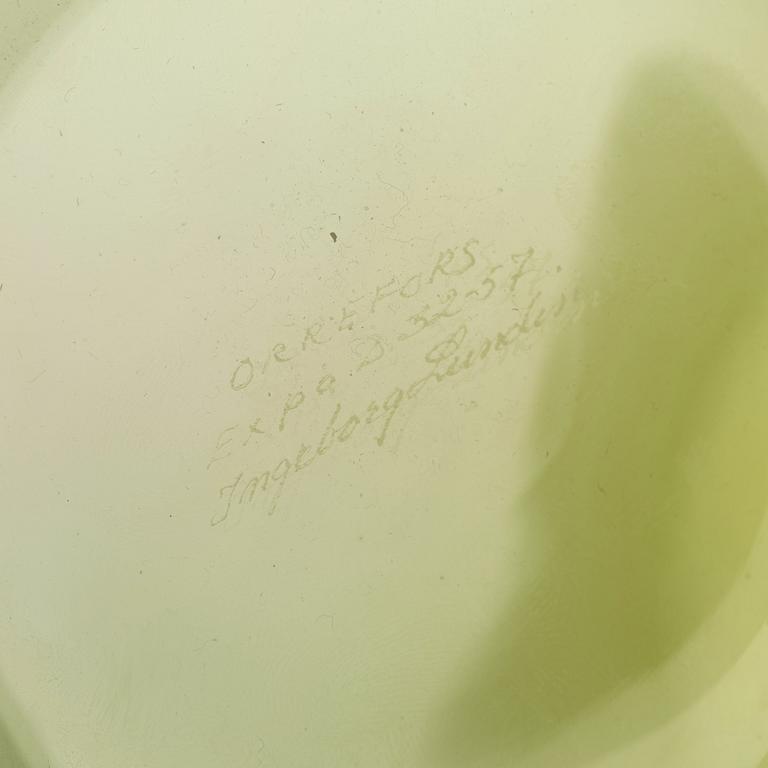 ORREFORS
EXPO D 32-57.
Ingeborg Lundin